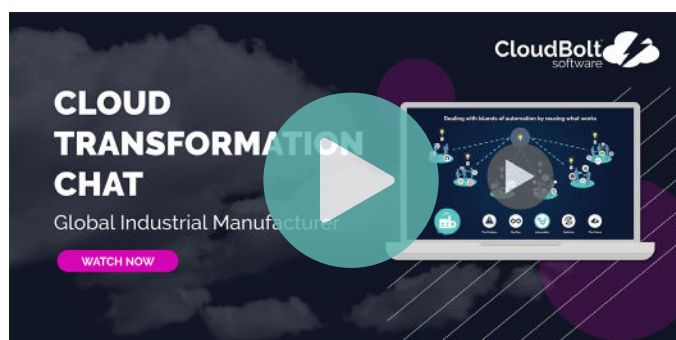 CloudBolt
software
CLOUD
TRANSFORMATION
CHAT
Global Industrial Manufacturer
WATCH NOW
Dealing with islands of automation by reusing what works